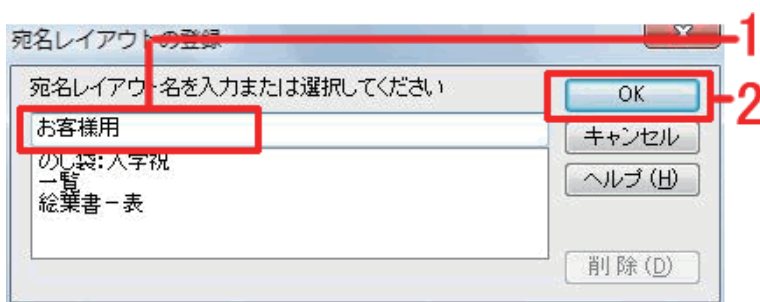 宛名レイアウトの登録
1
宛名レイアウト名を入力または選択してください
OK
2
お客様用
キャンセル
のし袋:入学祝
一覧
絵葉書-表
ヘルプ(H)
削除(D)